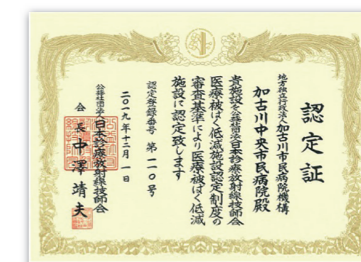 認定証
地方独立行政法人加古川市民病院機構
加古川中央市民病院殿
貴施設を公益社団法人日本診療放射線技師会
医療被ばく低減施設認定制度の
審査基準により医療被ばく低減
施設に認定致します
認定登録番号 第一一〇号
二〇一九年十二月一日
公益社団法人日本診療放射線技師会
会長中澤靖夫